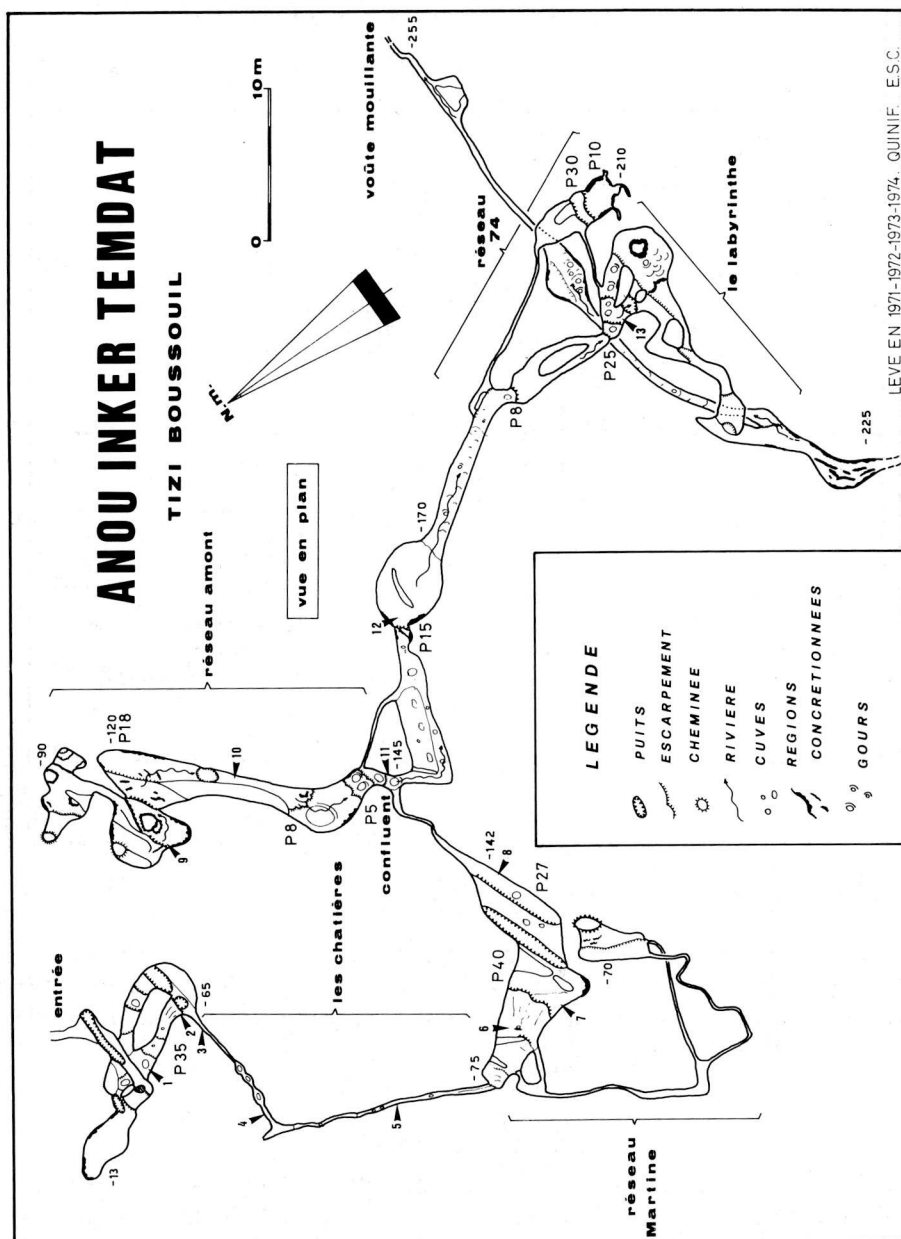 ANOU INKER TEMDAT
TIZI BOUSSOUIL
vue en plan
N.m.
0 10m
entrée
-13
1
P35
2
3
-65
les chatières
4
5
-75
6
P40
7
-70
réseau
Martine
P27
8
-142
réseau amont
-90
9
-120
P18
10
P8
P5
confluent
11
-145
P15
12
-170
P8
réseau
74
voûte mouillante
-255
P30
P10
-210
P25
13
le labyrinthe
-225
LEGENDE
PUITS
ESCARPEMENT
CHEMINEE
RIVIERE
CUVES
REGIONS
CONCRETIONNEES
GOURS
LEVE EN 1971-1972-1973-1974. QUINIF. E.S.C.